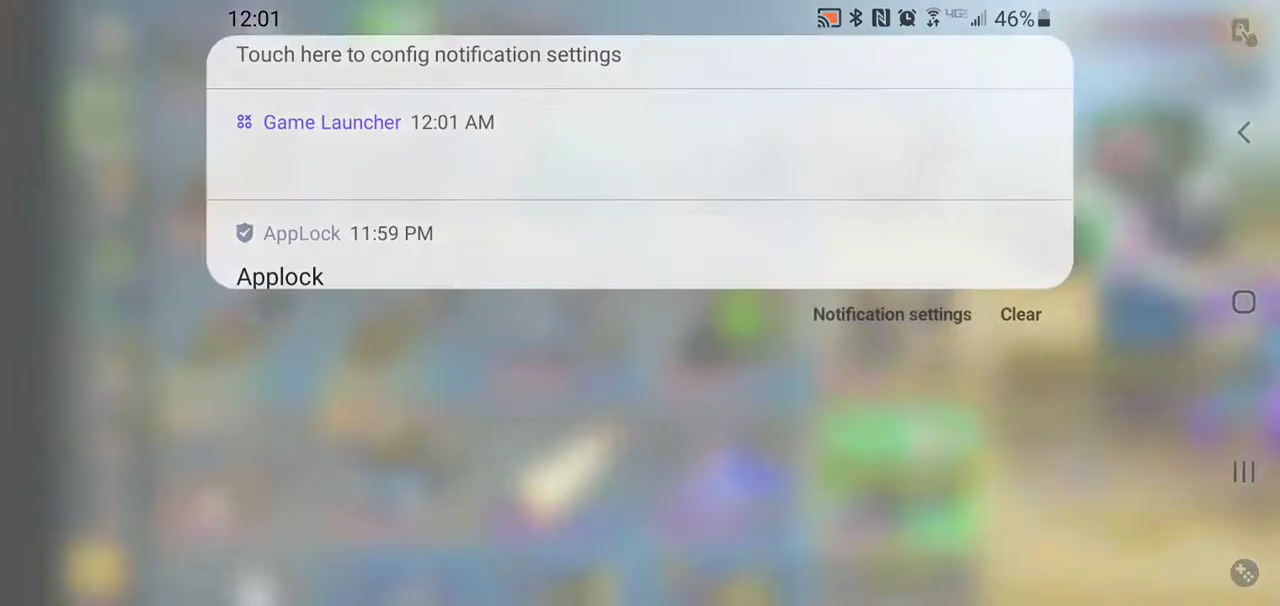 12:01
4G 46%
Touch here to config notification settings
Game Launcher 12:01 AM
AppLock 11:59 PM
Applock
Notification settings Clear